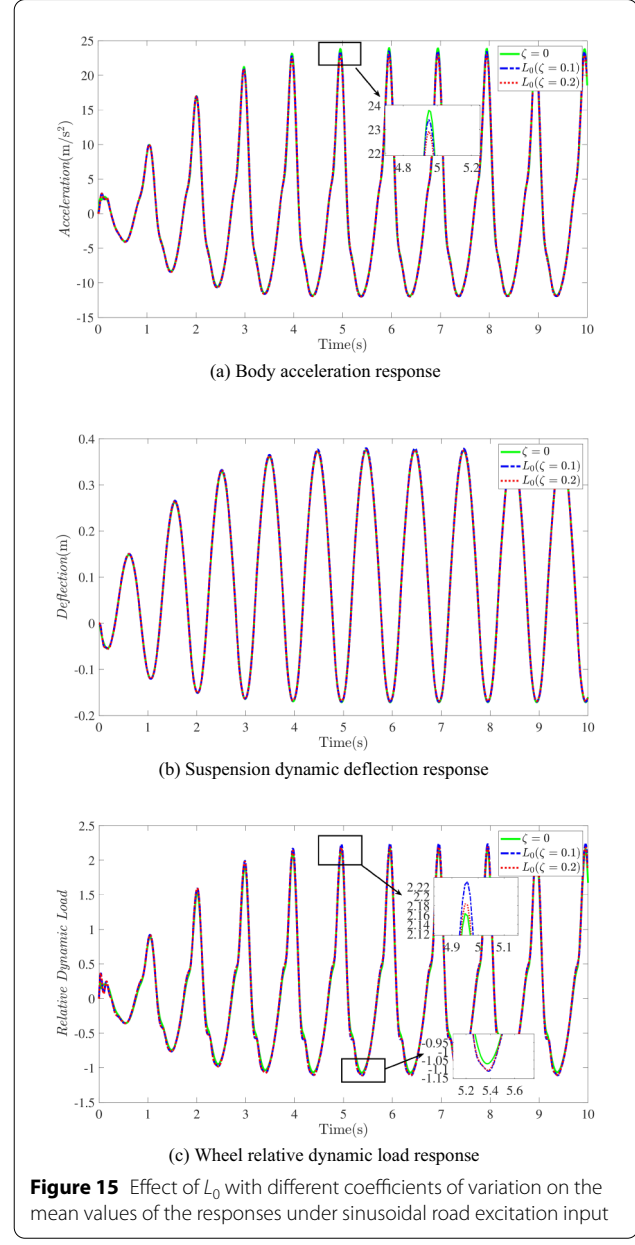 25
20
15
10
5
0
-5
-10
-15
Acceleration(m/s²)
ζ = 0
L₀(ζ = 0.1)
L₀(ζ = 0.2)
24
23
22
4.8 5 5.2
0 1 2 3 4 5 6 7 8 9 10
Time(s)
(a) Body acceleration response
0.4
0.3
0.2
0.1
0
-0.1
-0.2
Deflection(m)
ζ = 0
L₀(ζ = 0.1)
L₀(ζ = 0.2)
0 1 2 3 4 5 6 7 8 9 10
Time(s)
(b) Suspension dynamic deflection response
2.5
2
1.5
1
0.5
0
-0.5
-1
-1.5
Relative Dynamic Load
ζ = 0
L₀(ζ = 0.1)
L₀(ζ = 0.2)
2.22
2.2
2.18
2.16
2.14
2.12
4.9 5 5.1
-0.95
-1
-1.05
-1.1
-1.15
5.2 5.4 5.6
0 1 2 3 4 5 6 7 8 9 10
Time(s)
(c) Wheel relative dynamic load response
Figure 15 Effect of L₀ with different coefficients of variation on the
mean values of the responses under sinusoidal road excitation input